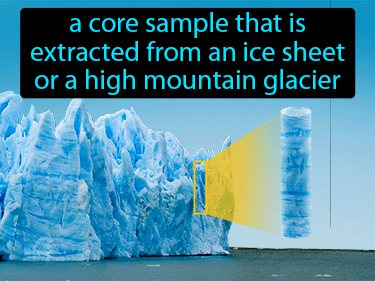 a core sample that is
extracted from an ice sheet
or a high mountain glacier